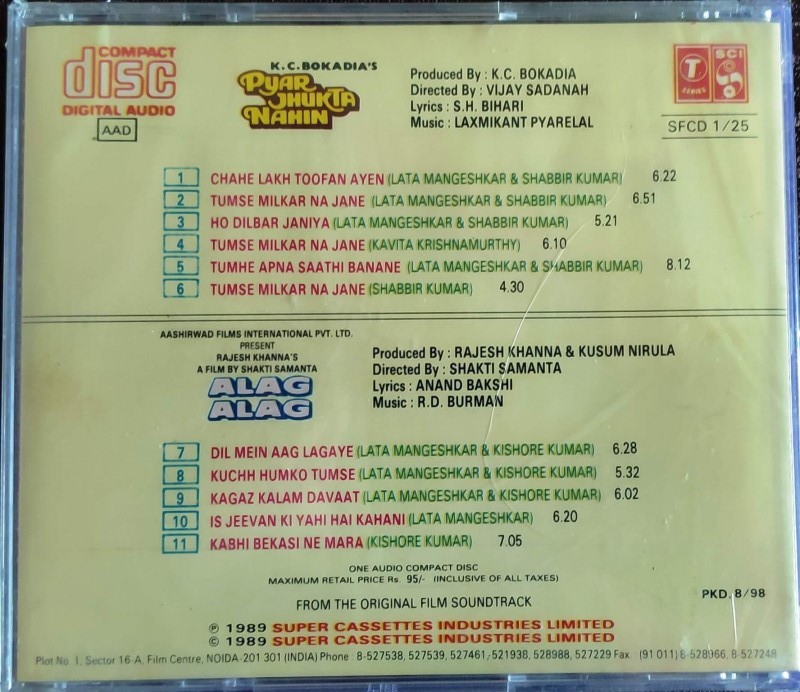 COMPACT
disc
DIGITAL AUDIO
AAD
K.C.BOKADIA'S
PYAR
JHUKTA
NAHIN
Produced By : K.C. BOKADIA
Directed By : VIJAY SADANAH
Lyrics : S.H. BIHARI
Music : LAXMIKANT PYARELAL
T
SERIES
SCI
SFCD 1/25
1 CHAHE LAKH TOOFAN AYEN (LATA MANGESHKAR & SHABBIR KUMAR) 6.22
2 TUMSE MILKAR NA JANE (LATA MANGESHKAR & SHABBIR KUMAR) 6.51
3 HO DILBAR JANIYA (LATA MANGESHKAR & SHABBIR KUMAR) 5.21
4 TUMSE MILKAR NA JANE (KAVITA KRISHNAMURTHY) 6.10
5 TUMHE APNA SAATHI BANANE (LATA MANGESHKAR & SHABBIR KUMAR) 8.12
6 TUMSE MILKAR NA JANE (SHABBIR KUMAR) 4.30
AASHIRWAD FILMS INTERNATIONAL PVT. LTD.
PRESENT
RAJESH KHANNA'S
A FILM BY SHAKTI SAMANTA
ALAG
ALAG
Produced By : RAJESH KHANNA & KUSUM NIRULA
Directed By : SHAKTI SAMANTA
Lyrics : ANAND BAKSHI
Music : R.D. BURMAN
7 DIL MEIN AAG LAGAYE (LATA MANGESHKAR & KISHORE KUMAR) 6.28
8 KUCHH HUMKO TUMSE (LATA MANGESHKAR & KISHORE KUMAR) 5.32
9 KAGAZ KALAM DAVAAT (LATA MANGESHKAR & KISHORE KUMAR) 6.02
10 IS JEEVAN KI YAHI HAI KAHANI (LATA MANGESHKAR) 6.20
11 KABHI BEKASI NE MARA (KISHORE KUMAR) 7.05
ONE AUDIO COMPACT DISC
MAXIMUM RETAIL PRICE Rs. 95/- (INCLUSIVE OF ALL TAXES)
PKD. 8/98
FROM THE ORIGINAL FILM SOUNDTRACK
℗ 1989 SUPER CASSETTES INDUSTRIES LIMITED
© 1989 SUPER CASSETTES INDUSTRIES LIMITED
Plot No. 1, Sector 16-A, Film Centre, NOIDA-201 301 (INDIA) Phone : 8-527538, 527539, 527461, 521938, 528988, 527229 Fax (91 011) 8-528966, 8-527248